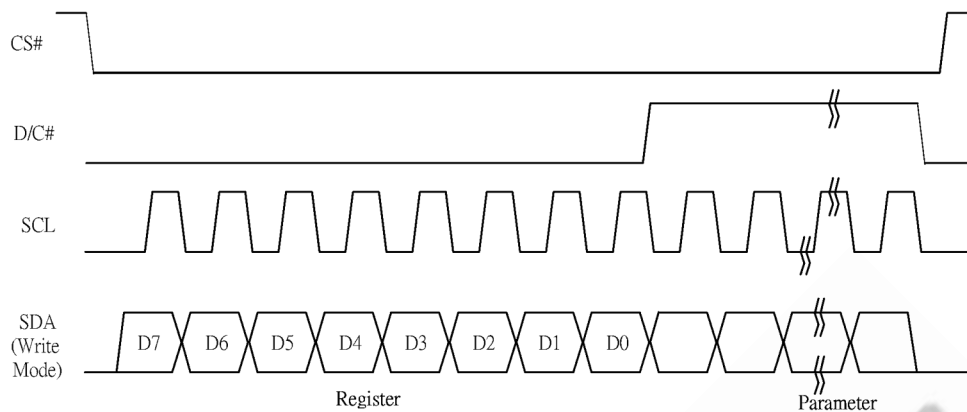 CS#
D/C#
SCL
SDA
(Write
Mode)
D7 D6 D5 D4 D3 D2 D1 D0
Register Parameter